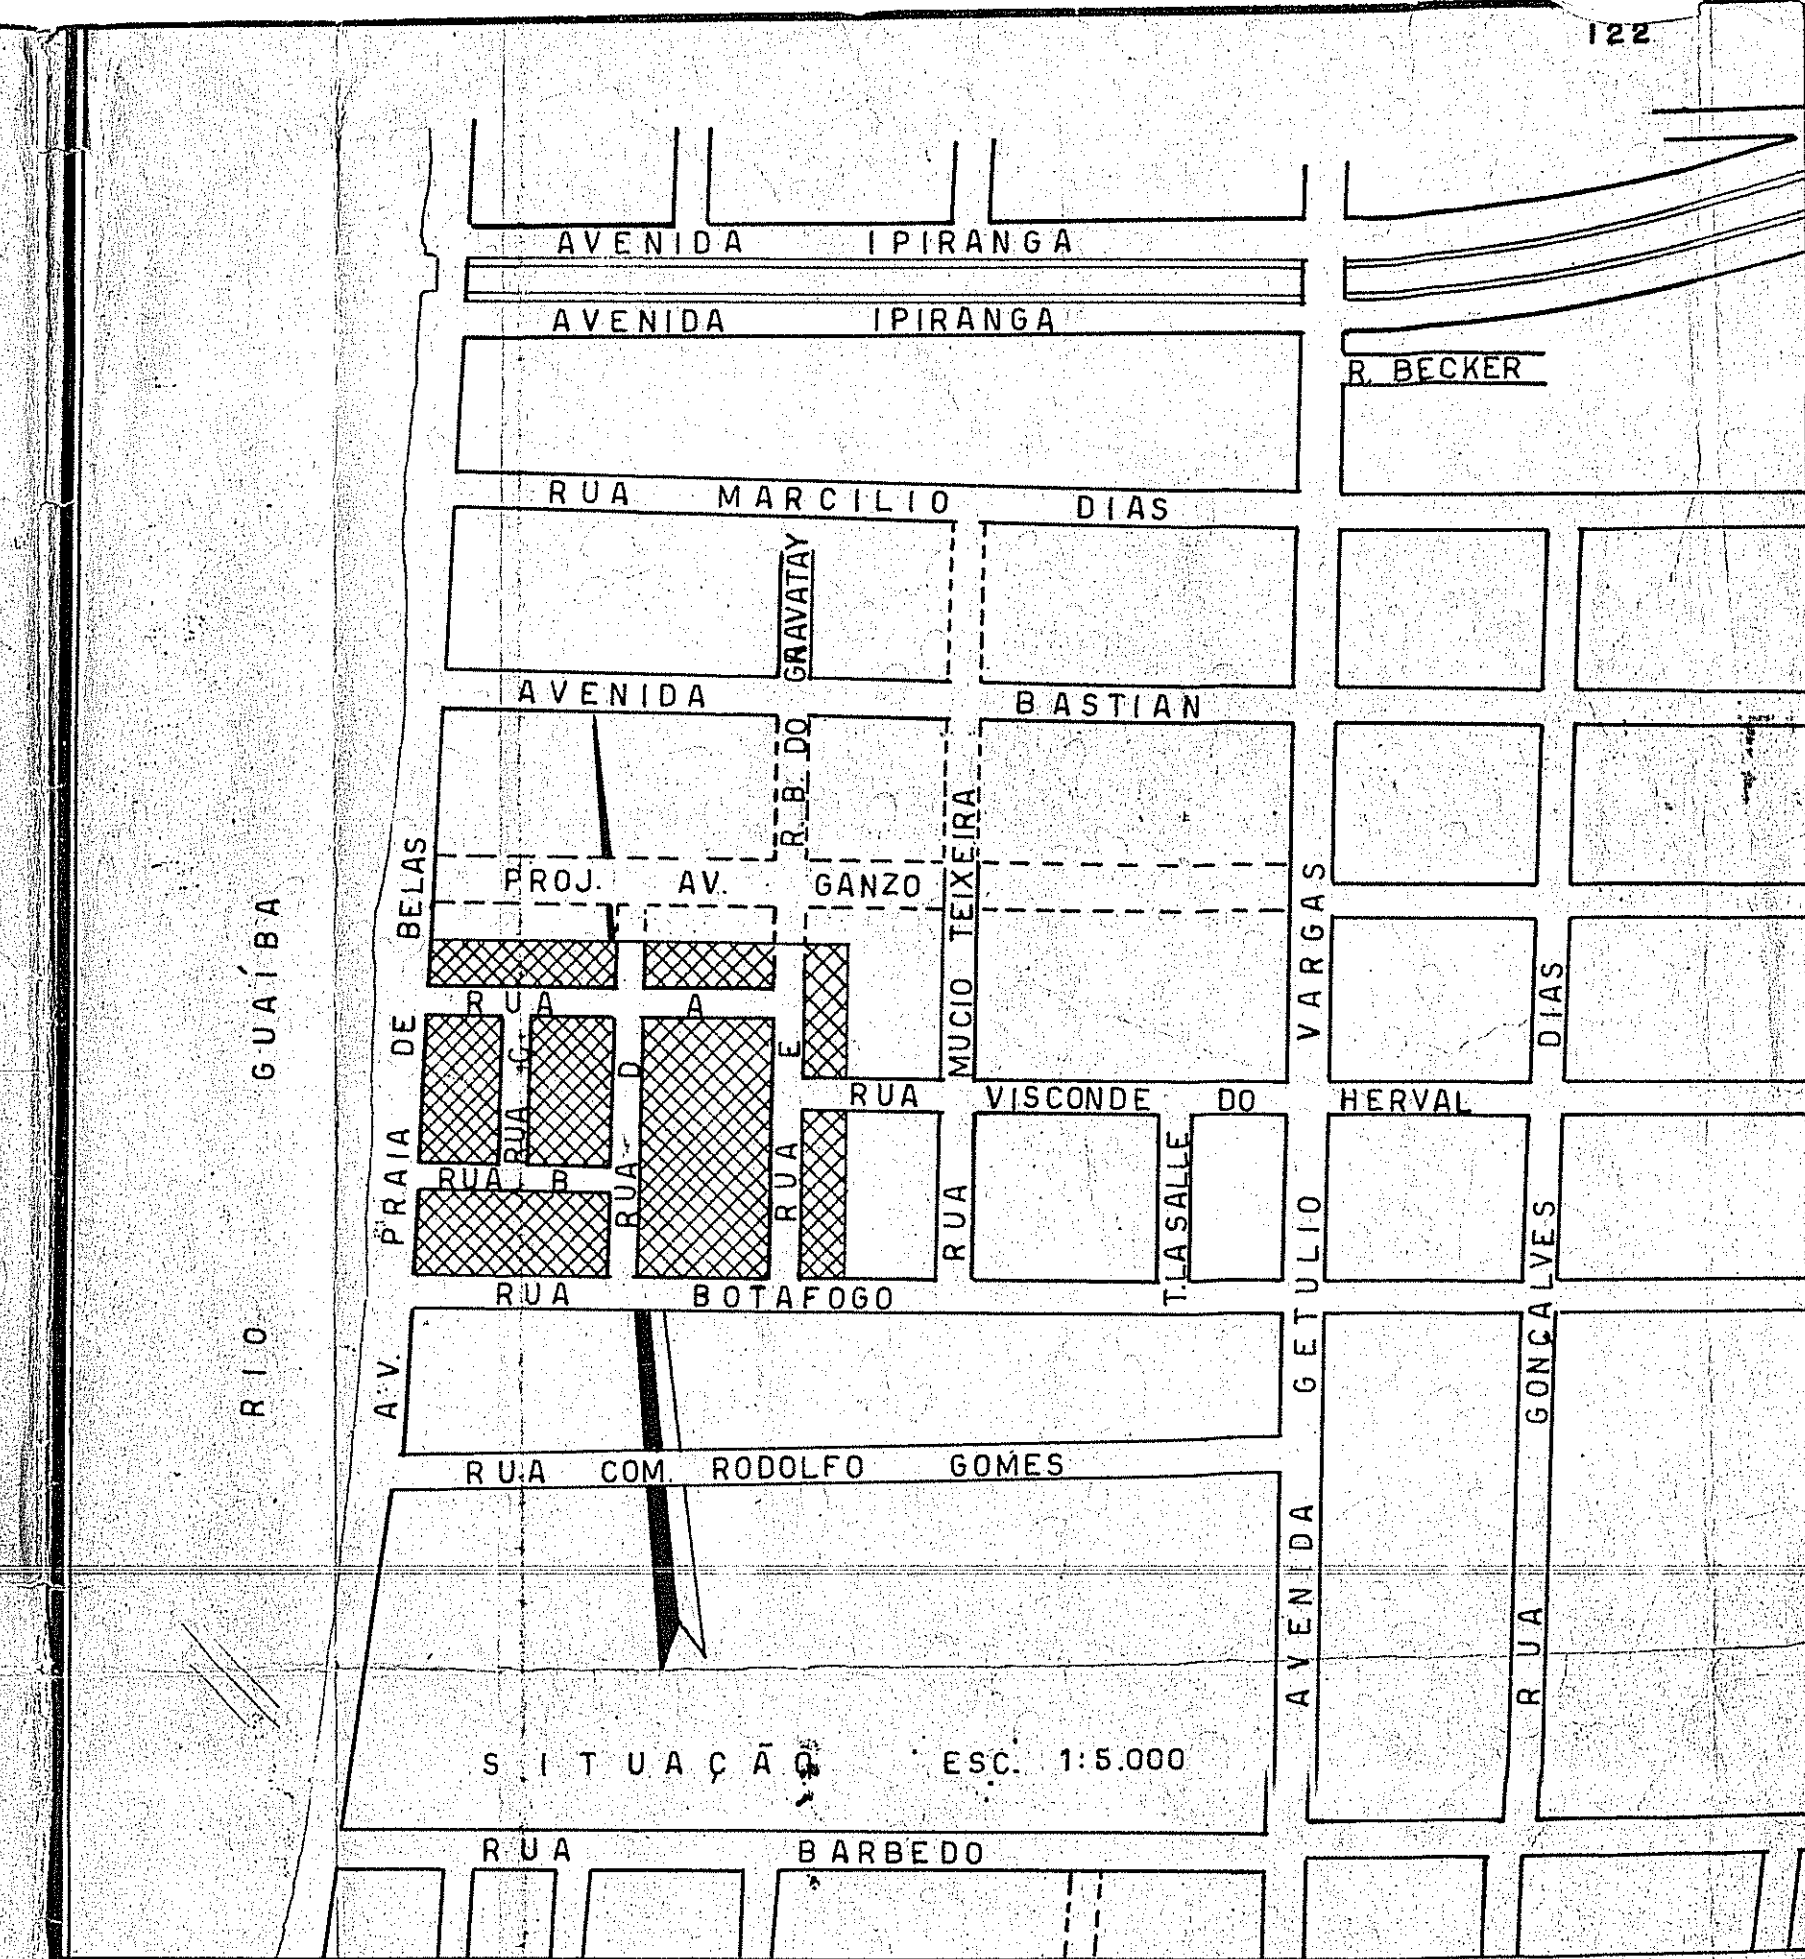 122
AVENIDA IPIRANGA
AVENIDA IPIRANGA
R. BECKER
RUA MARCILIO DIAS
R. B. DO GRAVATAY
AVENIDA BASTIAN
PROJ. AV. GANZO
RUA MUCIO TEIXEIRA
AV. PRAIA DE BELAS
RIO GUAÍBA
RUA A
RUA C
RUA D
RUA E
RUA B
RUA VISCONDE DO HERVAL
T. LASALLE
AVENIDA GETULIO VARGAS
RUA GONÇALVES DIAS
RUA BOTAFOGO
RUA COM. RODOLFO GOMES
SITUAÇÃO ESC. 1:5.000
RUA BARBEDO